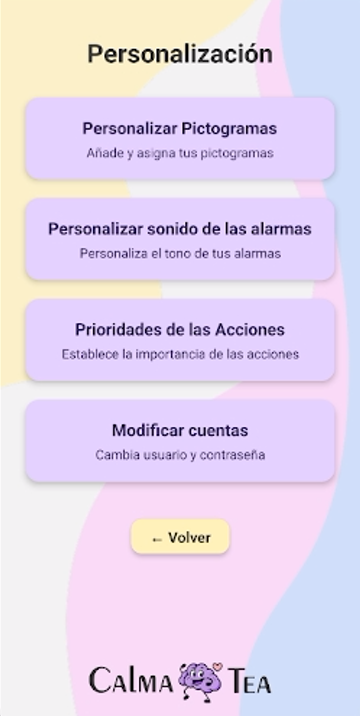 Personalización
Personalizar Pictogramas
Añade y asigna tus pictogramas
Personalizar sonido de las alarmas
Personaliza el tono de tus alarmas
Prioridades de las Acciones
Establece la importancia de las acciones
Modificar cuentas
Cambia usuario y contraseña
← Volver
CALMA TEA